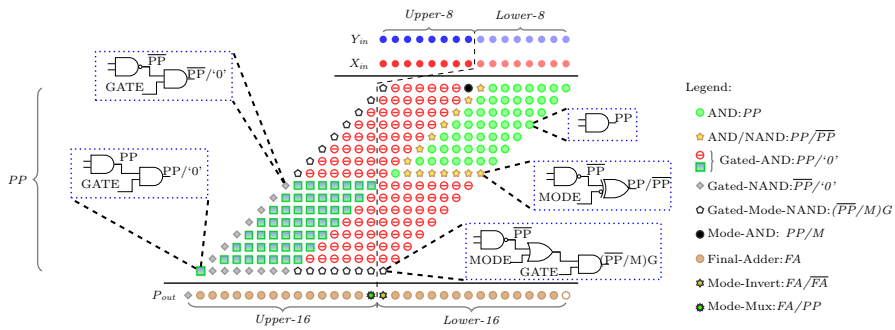 Upper-8 Lower-8
Y_in
X_in
PP
GATE
PP̅
PP̅/‘0’
PP
GATE
PP/‘0’
PP
PP̅
MODE
PP/PP̅
PP̅
MODE
GATE
(PP̅/M)G
P_out
Upper-16 Lower-16
Legend:
AND:PP
AND/NAND:PP/PP̅
} Gated-AND:PP/‘0’
Gated-NAND:PP̅/‘0’
Gated-Mode-NAND:(PP̅/M)G
Mode-AND: PP/M
Final-Adder:FA
Mode-Invert:FA/FA̅
Mode-Mux:FA/PP